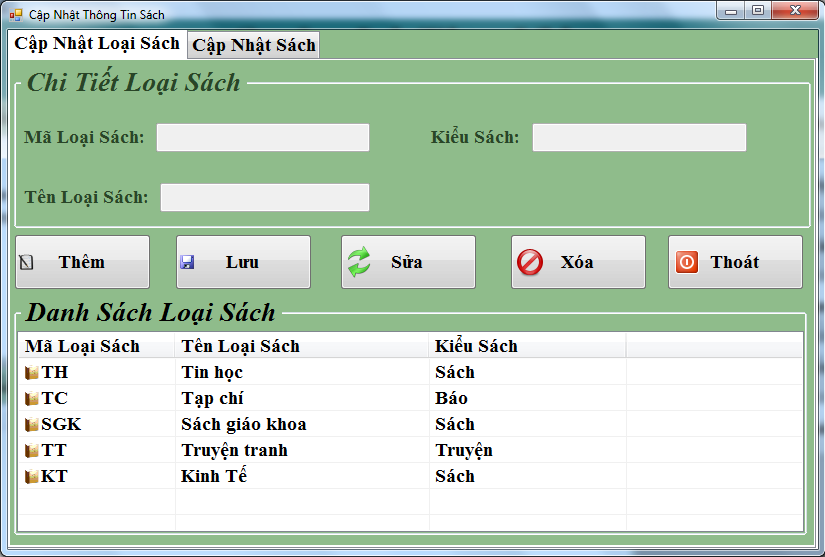 Cập Nhật Thông Tin Sách
Cập Nhật Loại Sách Cập Nhật Sách
Chi Tiết Loại Sách
Mã Loại Sách: Kiểu Sách:
Tên Loại Sách:
Thêm Lưu Sửa Xóa Thoát
Danh Sách Loại Sách
Mã Loại Sách Tên Loại Sách Kiểu Sách
TH Tin học Sách
TC Tạp chí Báo
SGK Sách giáo khoa Sách
TT Truyện tranh Truyện
KT Kinh Tế Sách